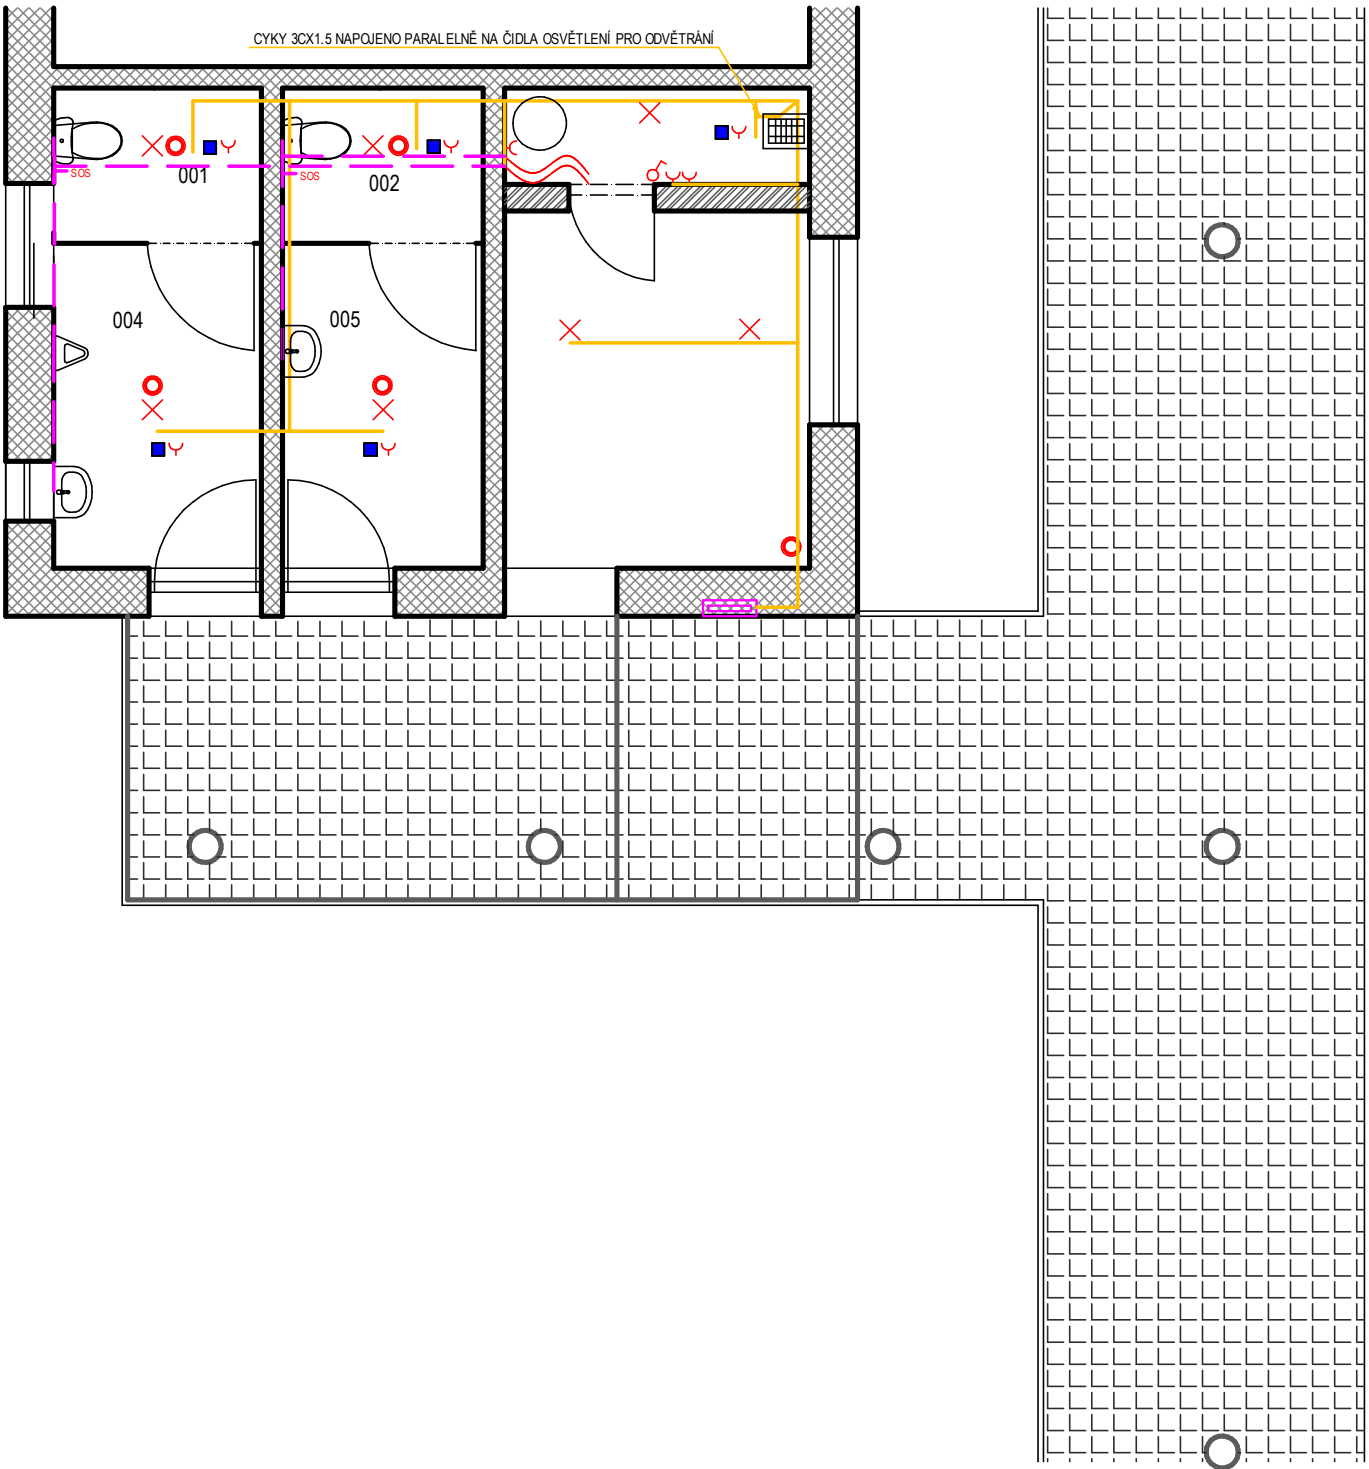 CYKY 3CX1.5 NAPOJENO PARALELNĚ NA ČIDLA OSVĚTLENÍ PRO ODVĚTRÁNÍ
SOS
001
SOS
002
004
005